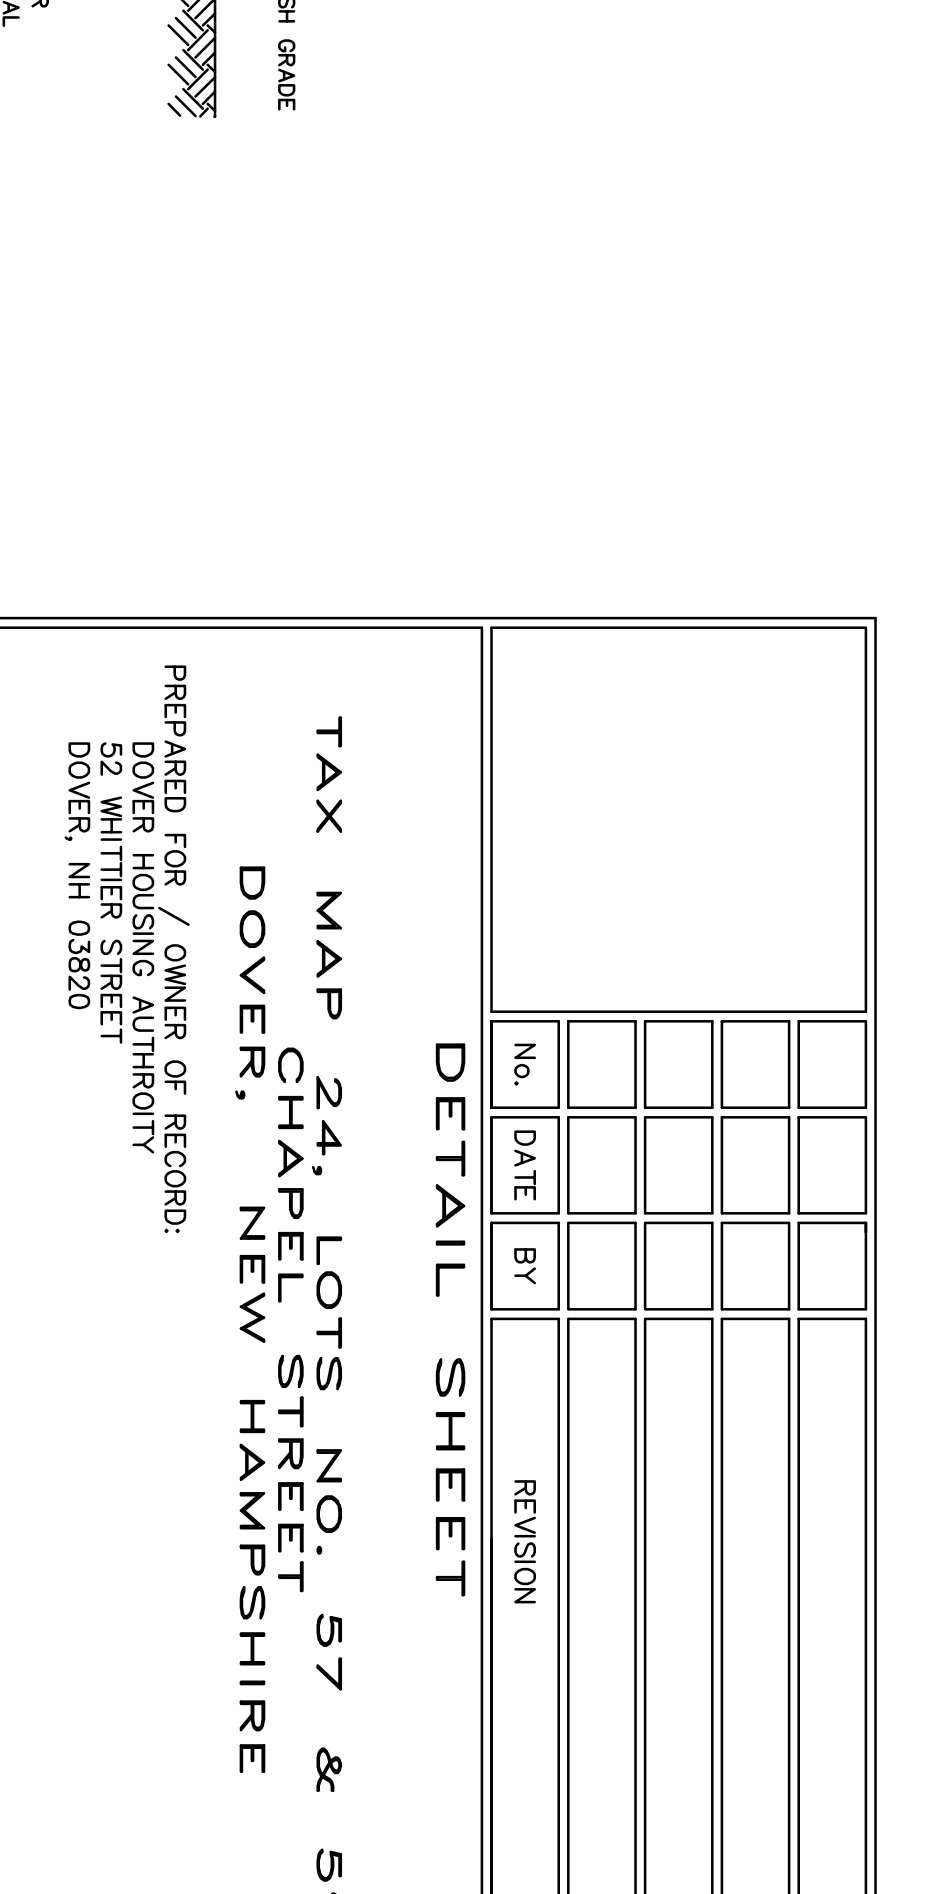 SH GRADE
R
AL
No. DATE BY REVISION
DETAIL SHEET
TAX MAP 24, LOTS NO. 57 &
CHAPEL STREET
DOVER, NEW HAMPSHIRE
PREPARED FOR / OWNER OF RECORD:
DOVER HOUSING AUTHROITY
52 WHITTIER STREET
DOVER, NH 03820